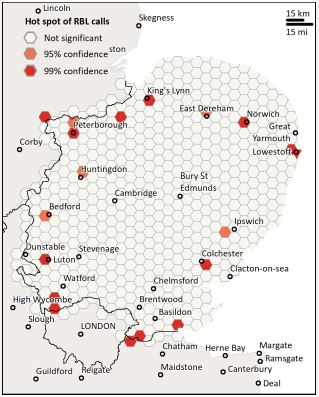 Lincoln
Skegness
15 km
15 mi
Hot spot of RBL calls
Not significant
95% confidence
99% confidence
ston
King's Lynn
East Dereham
Norwich
Peterborough
Great
Yarmouth
Corby
Lowestoft
Huntingdon
Bury St
Edmunds
Cambridge
Bedford
Ipswich
Dunstable
Stevenage
Luton
Colchester
Clacton-on-sea
Watford
Chelmsford
High Wycombe
Brentwood
Basildon
Slough
LONDON
Chatham
Herne Bay
Margate
Ramsgate
Guildford
Reigate
Maidstone
Canterbury
Deal